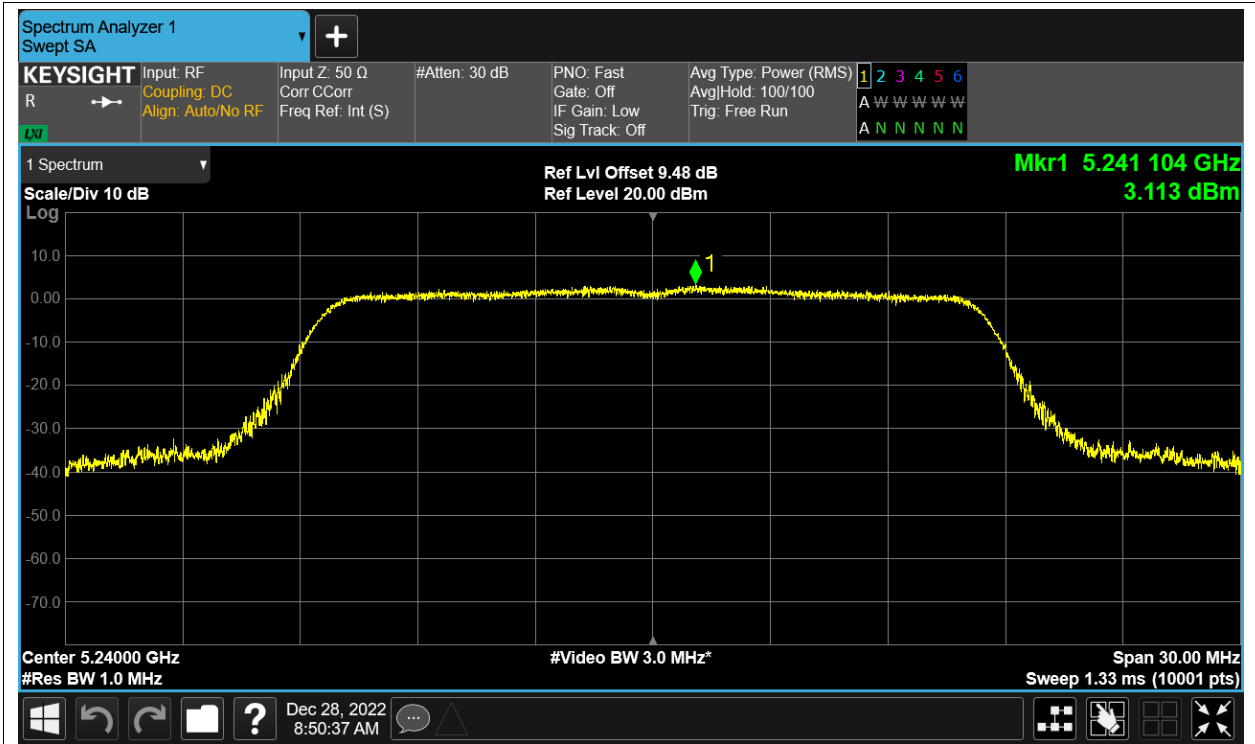 Spectrum Analyzer 1
Swept SA
KEYSIGHT
R
LXI
Input: RF
Coupling: DC
Align: Auto/No RF
Input Z: 50 Ω
Corr CCorr
Freq Ref: Int (S)
#Atten: 30 dB
PNO: Fast
Gate: Off
IF Gain: Low
Sig Track: Off
Avg Type: Power (RMS)
Avg|Hold: 100/100
Trig: Free Run
1 2 3 4 5 6
A W W W W W
A N N N N N
1 Spectrum
Scale/Div 10 dB
Log
Ref Lvl Offset 9.48 dB
Ref Level 20.00 dBm
Mkr1 5.241 104 GHz
3.113 dBm
1
10.0
0.00
-10.0
-20.0
-30.0
-40.0
-50.0
-60.0
-70.0
Center 5.24000 GHz
#Video BW 3.0 MHz*
Span 30.00 MHz
#Res BW 1.0 MHz
Sweep 1.33 ms (10001 pts)
?
Dec 28, 2022
8:50:37 AM